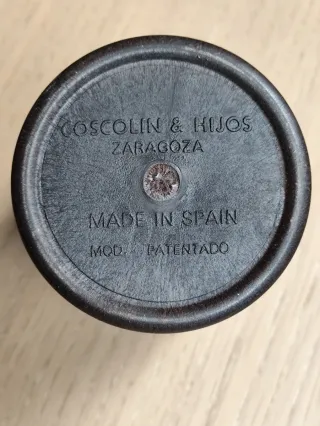 COSCOLIN & HIJOS
ZARAGOZA
MADE IN SPAIN
MOD. PATENTADO